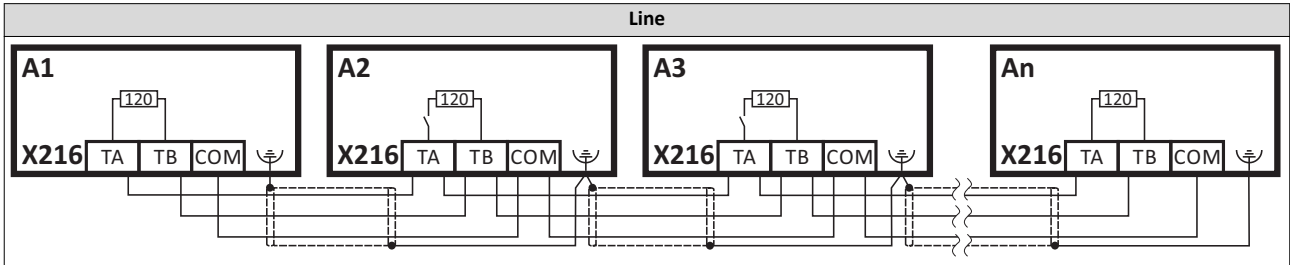 Line
A1 A2 A3 An
120 120 120 120
X216 TA TB COM X216 TA TB COM X216 TA TB COM X216 TA TB COM